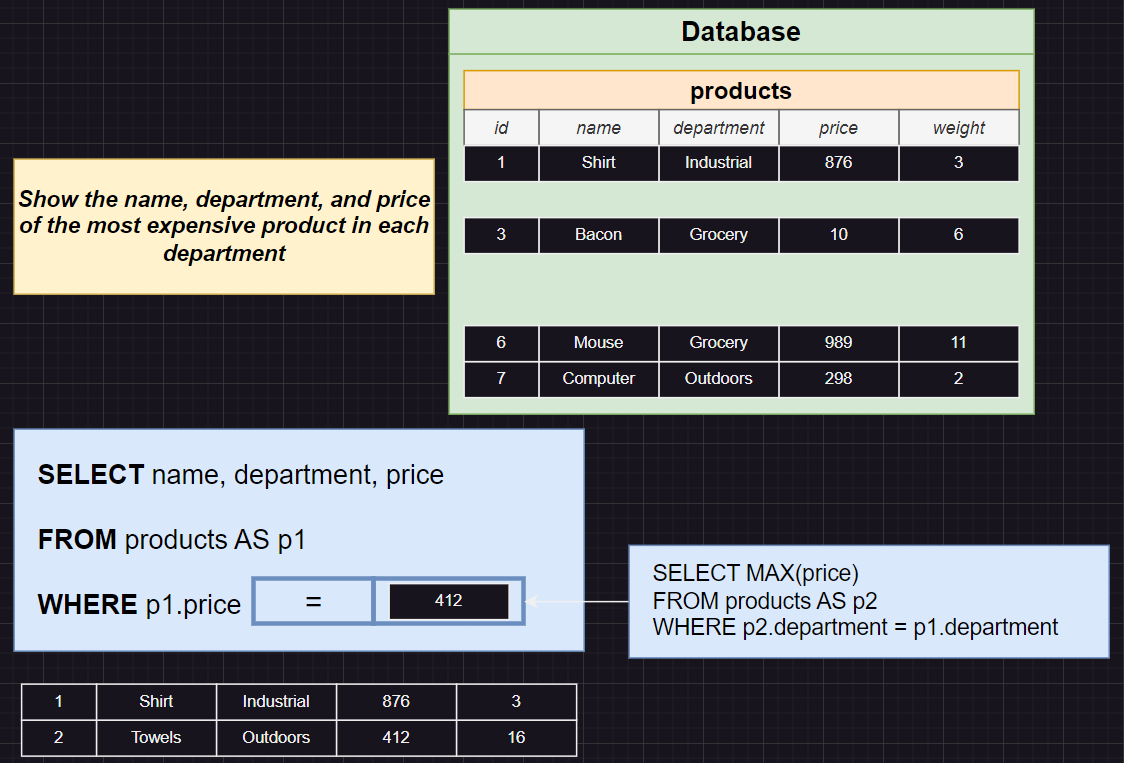 Database
products
id name department price weight
1 Shirt Industrial 876 3
3 Bacon Grocery 10 6
6 Mouse Grocery 989 11
7 Computer Outdoors 298 2
Show the name, department, and price
of the most expensive product in each
department
SELECT name, department, price
FROM products AS p1
WHERE p1.price = 412
SELECT MAX(price)
FROM products AS p2
WHERE p2.department = p1.department
1 Shirt Industrial 876 3
2 Towels Outdoors 412 16